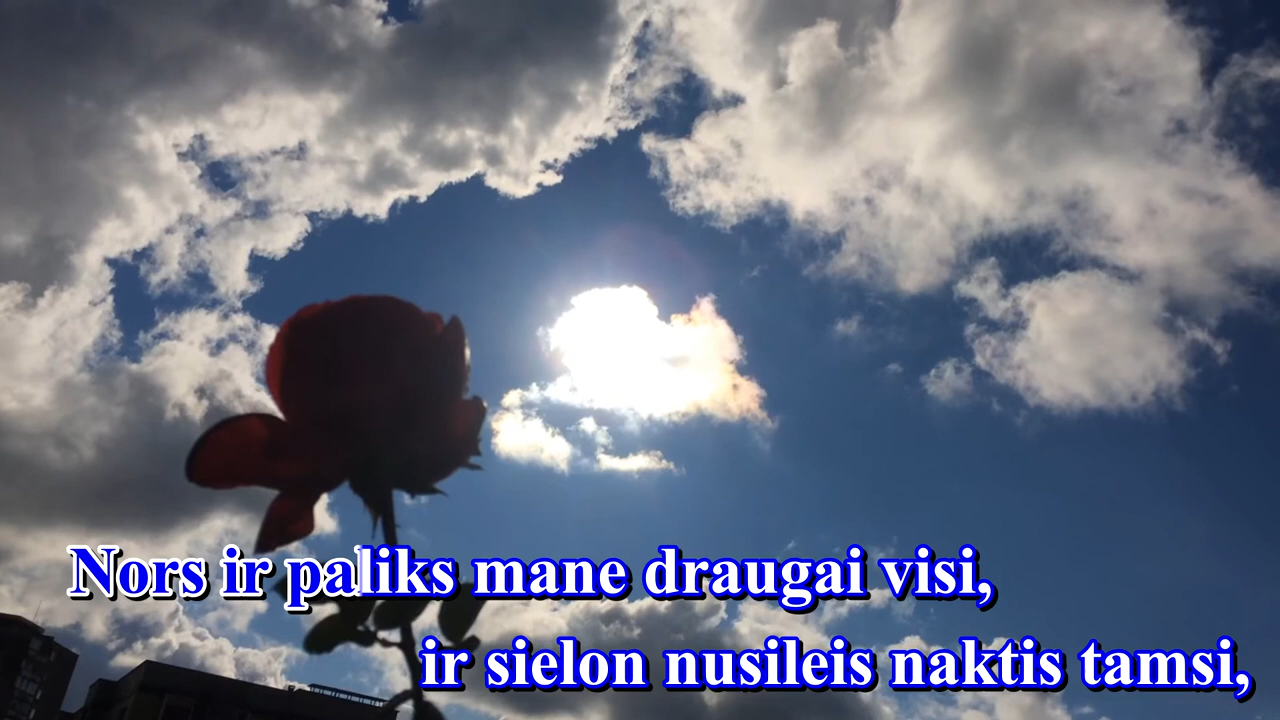 Nors ir paliks mane draugai visi,
ir sielon nusileis naktis tamsi,